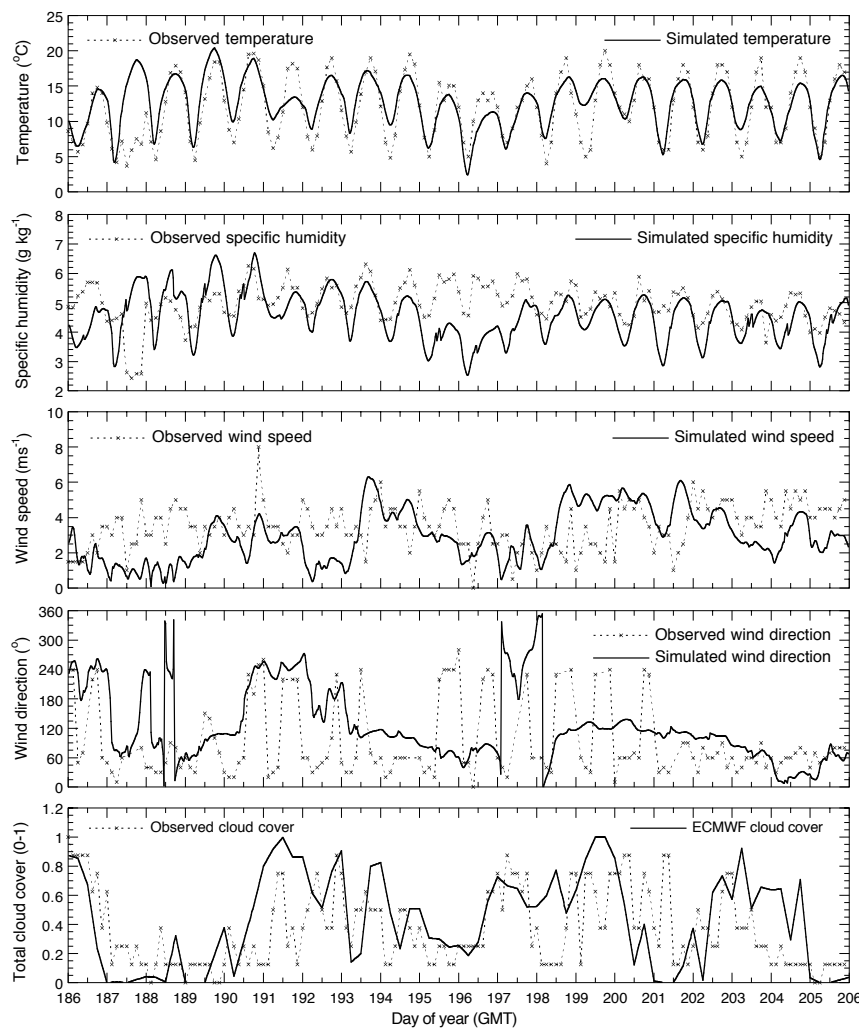 25
20
15
10
5
0
Temperature (°C)
Observed temperature
Simulated temperature
8
7
6
5
4
3
2
Specific humidity (g kg⁻¹)
Observed specific humidity
Simulated specific humidity
10
8
6
4
2
0
Wind speed (ms⁻¹)
Observed wind speed
Simulated wind speed
360
300
240
180
120
60
0
Wind direction (°)
Observed wind direction
Simulated wind direction
1.2
1
0.8
0.6
0.4
0.2
0
Total cloud cover (0-1)
Observed cloud cover
ECMWF cloud cover
186 187 188 189 190 191 192 193 194 195 196 197 198 199 200 201 202 203 204 205 206
Day of year (GMT)